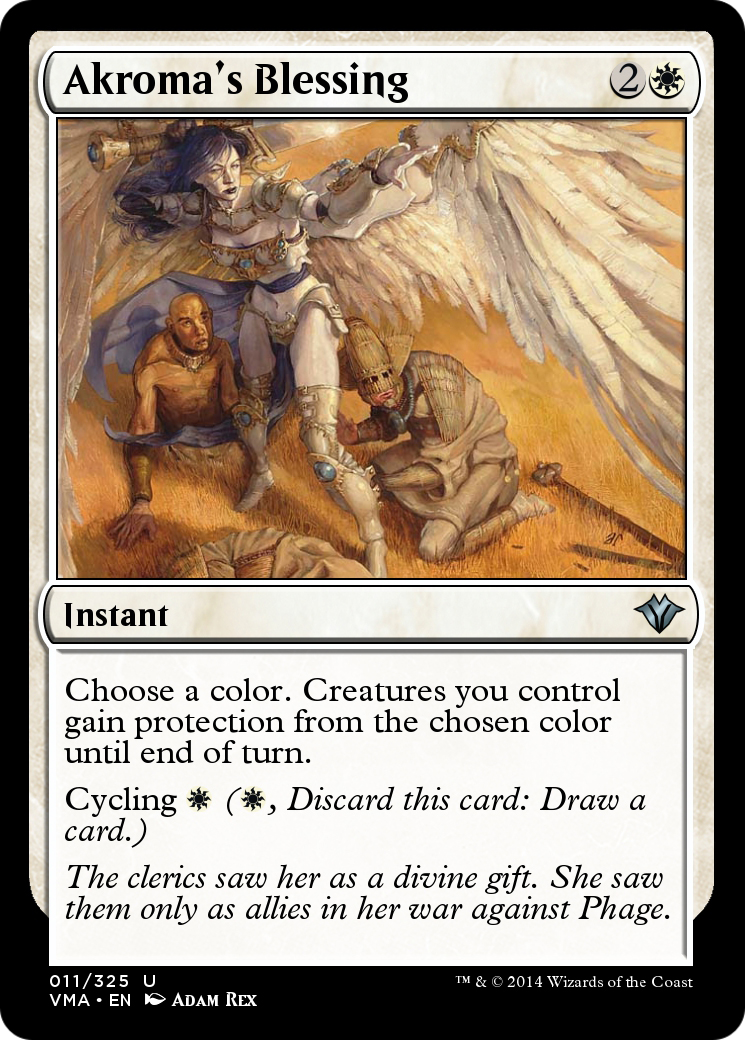 Akroma's Blessing 2
Instant
Choose a color. Creatures you control
gain protection from the chosen color
until end of turn.
Cycling (, Discard this card: Draw a
card.)
The clerics saw her as a divine gift. She saw
them only as allies in her war against Phage.
011/325 U
VMA • EN Adam Rex
™ & © 2014 Wizards of the Coast